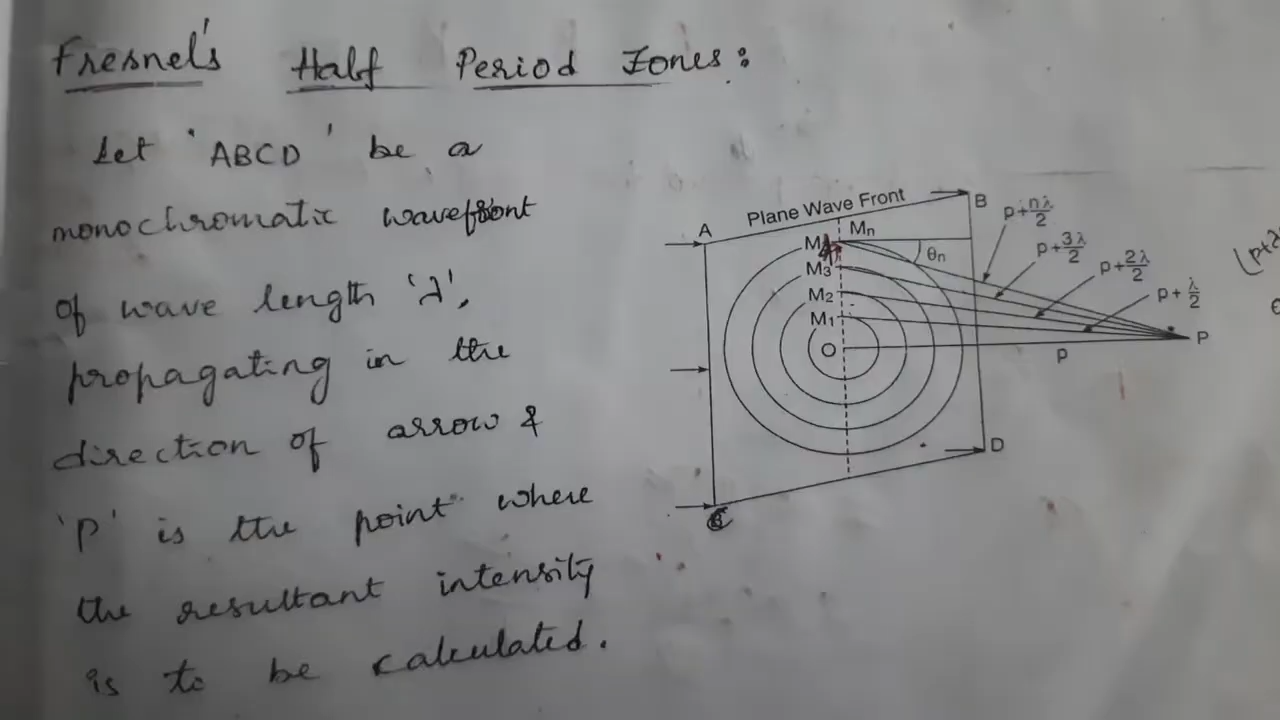 Fresnel's Half Period Zones:
Let 'ABCD' be a
monochromatic wavefront
of wave length 'λ',
propagating in the
direction of arrow &
'P' is the point where
the resultant intensity
is to be calculated.
Plane Wave Front
A
B
Mn
M3
M2
M1
O
θn
p+nλ/2
p+3λ/2
p+2λ/2
p+λ/2
P
p
D